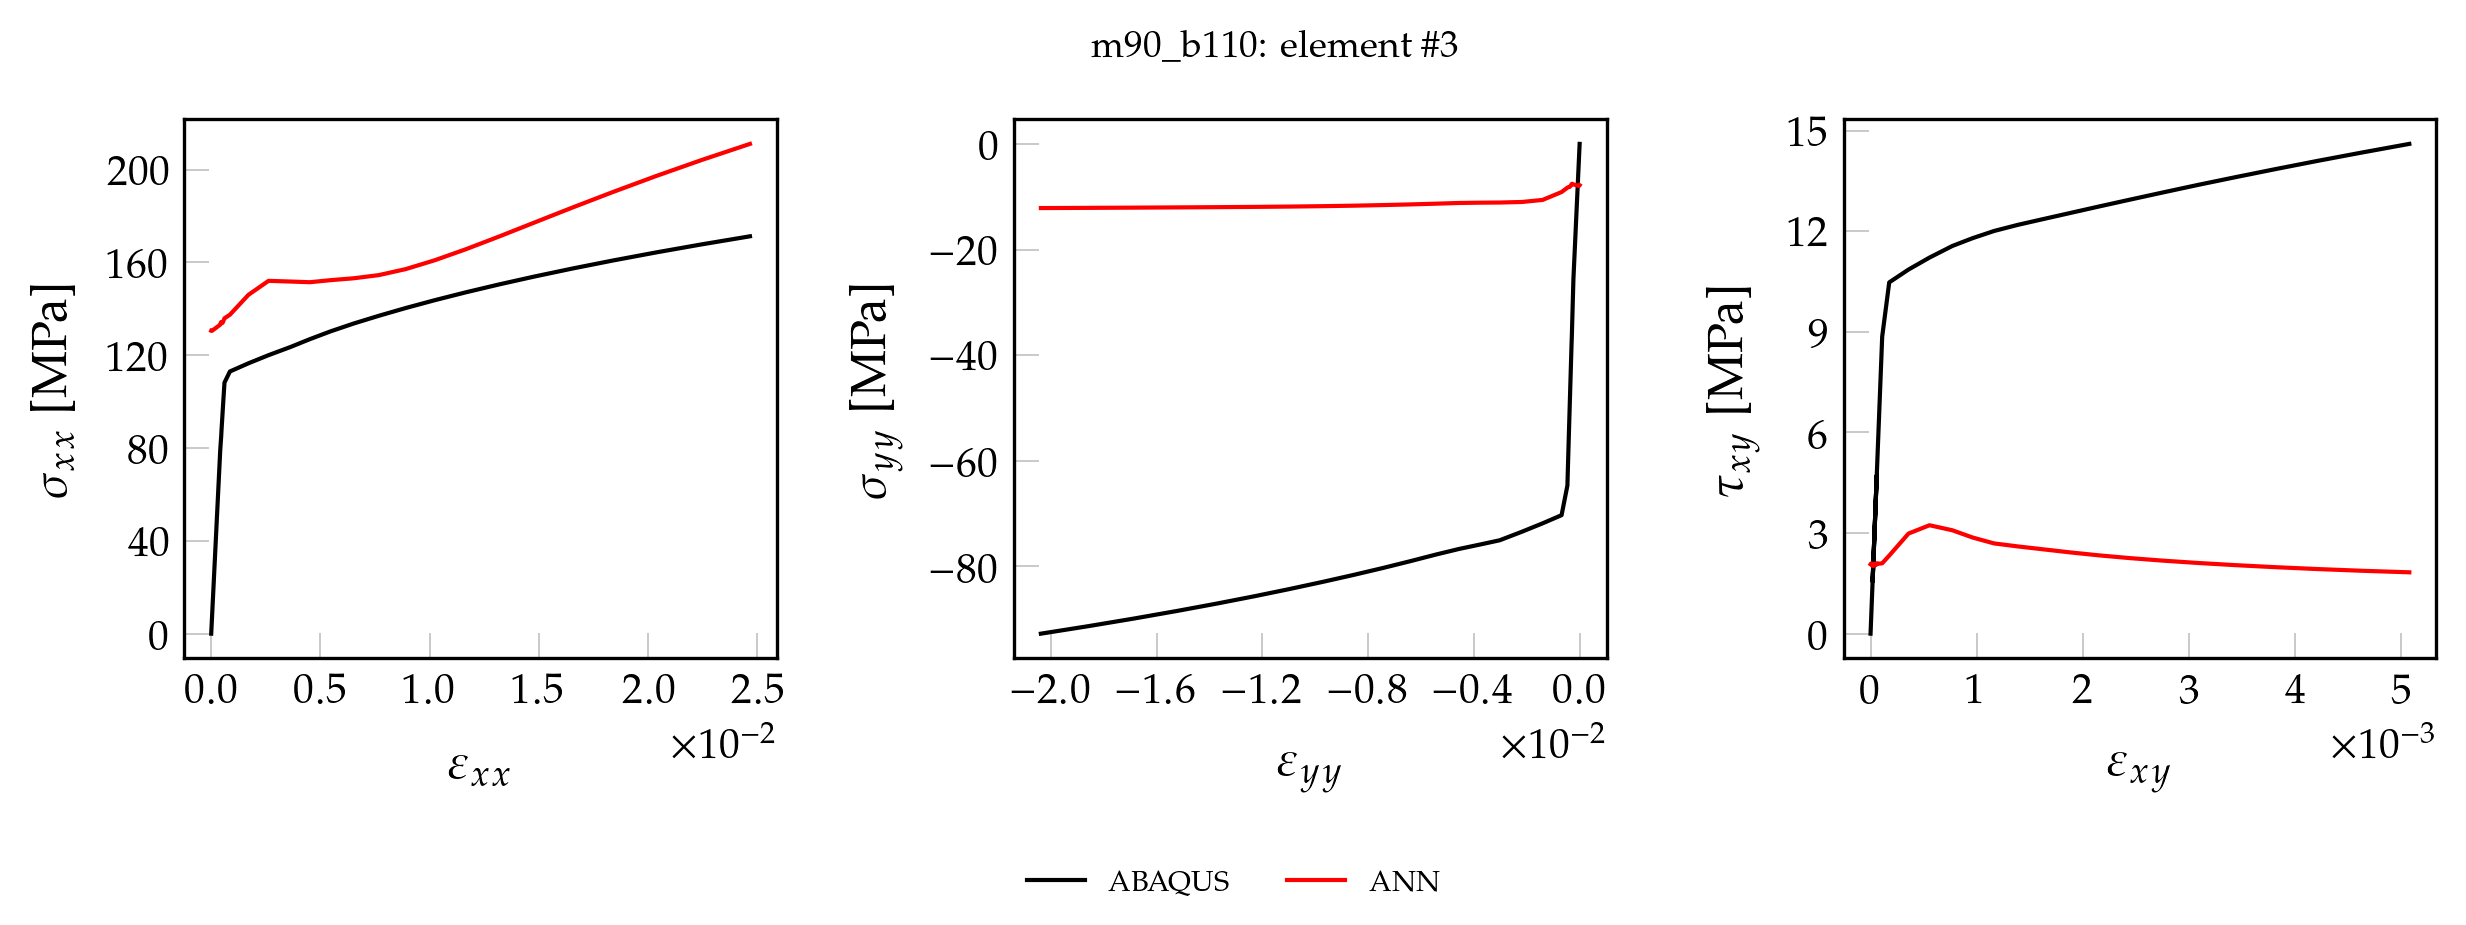 m90_b110: element #3
σxx [MPa]
200
160
120
80
40
0
0.0 0.5 1.0 1.5 2.0 2.5
×10−2
εxx
σyy [MPa]
0
−20
−40
−60
−80
−2.0 −1.6 −1.2 −0.8 −0.4 0.0
×10−2
εyy
τxy [MPa]
15
12
9
6
3
0
0 1 2 3 4 5
×10−3
εxy
ABAQUS ANN